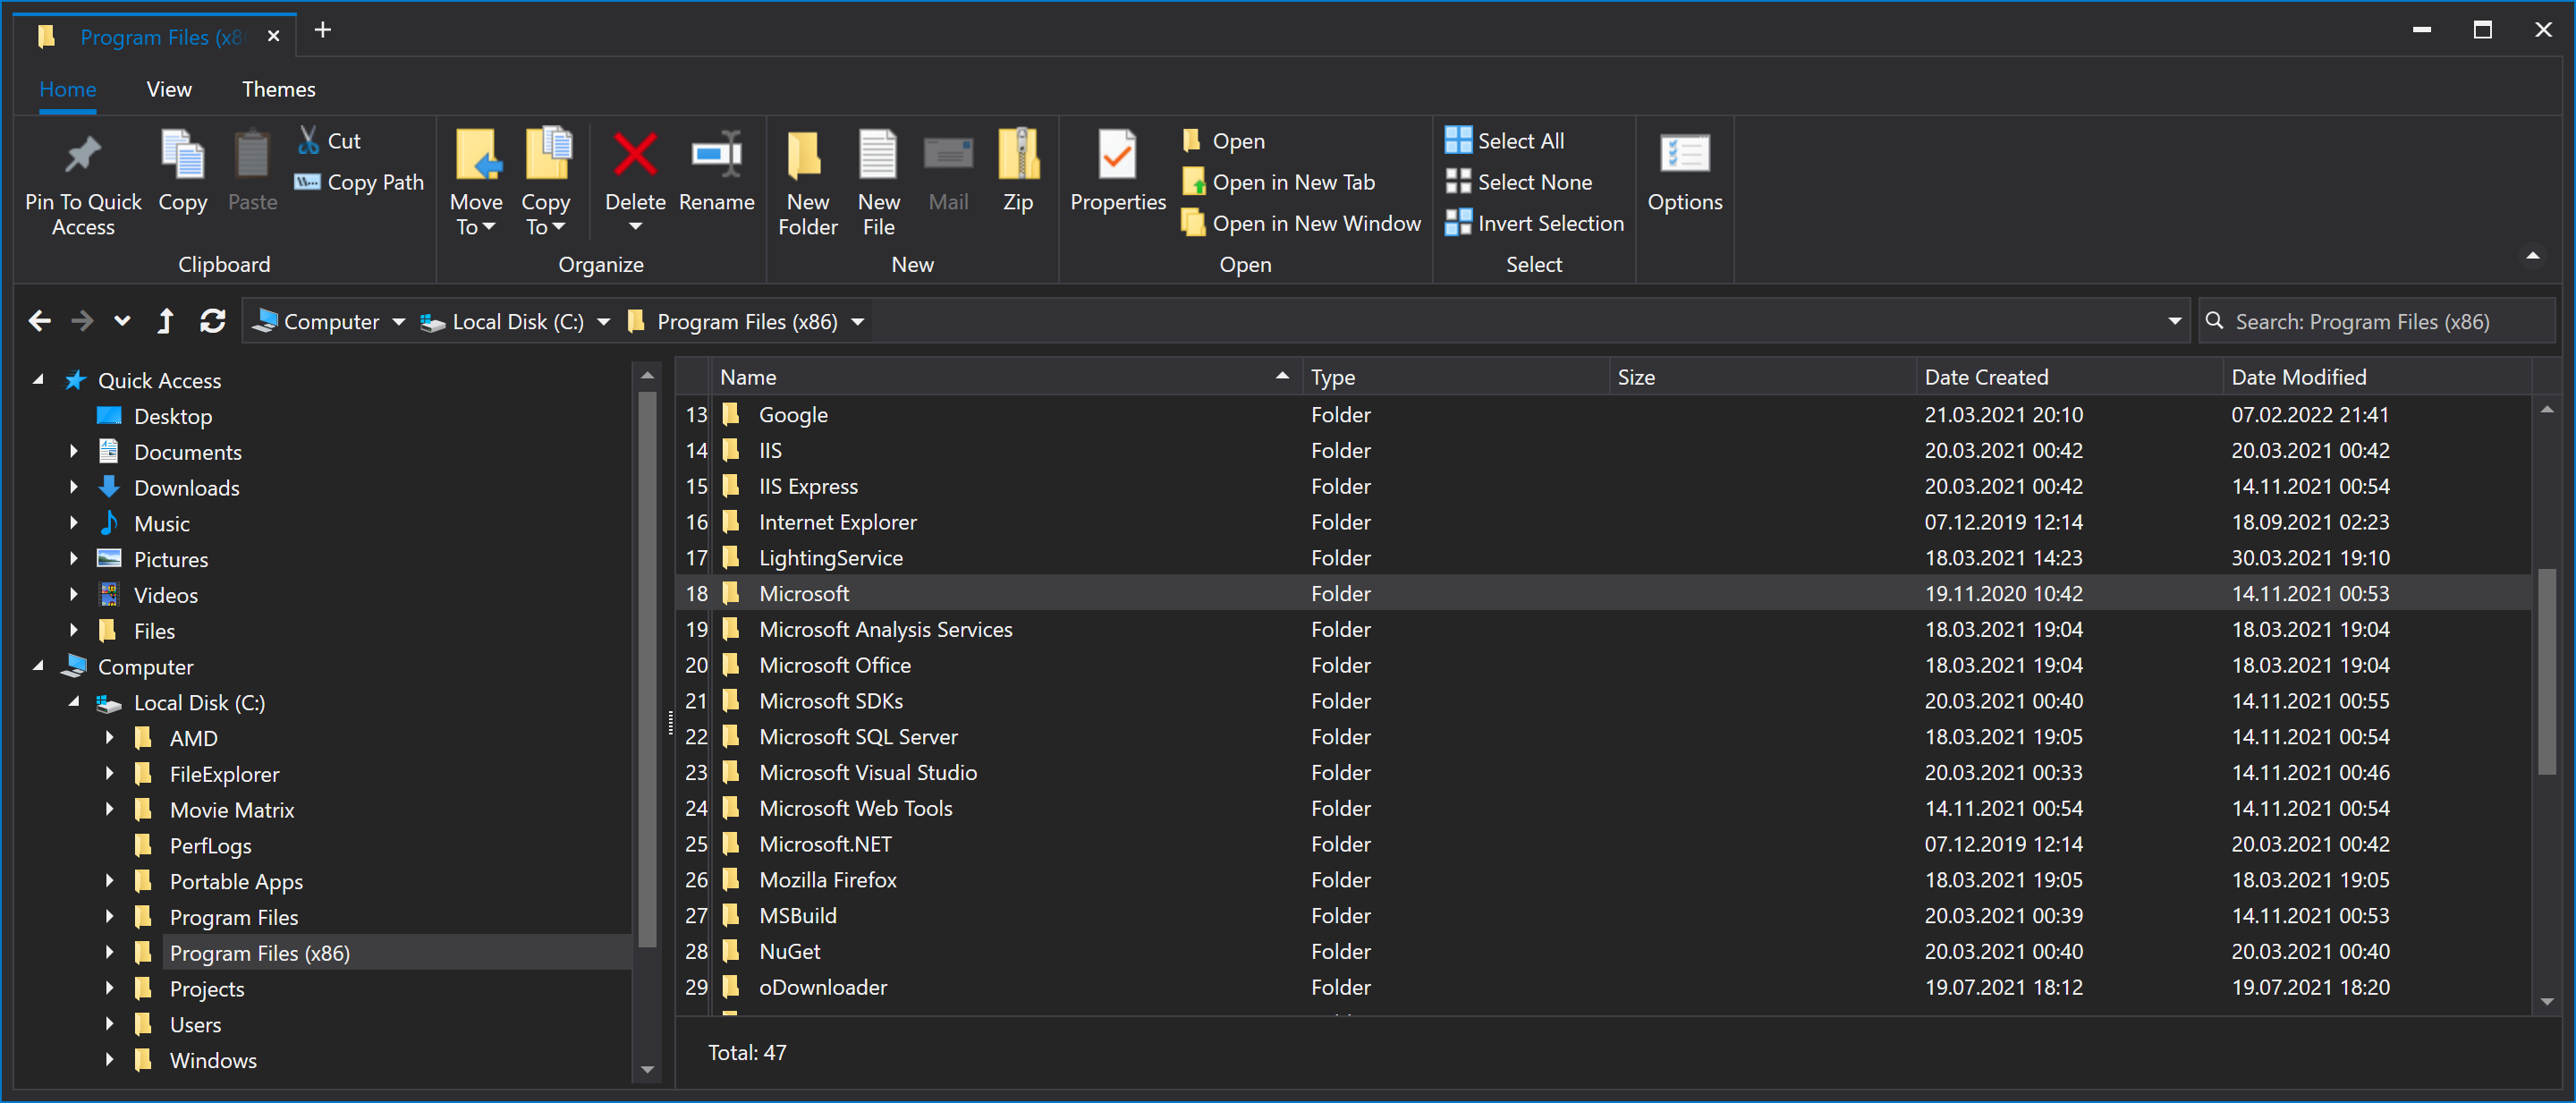 Program Files (x8
Home View Themes
Pin To Quick Access
Copy
Paste
Cut
Copy Path
Clipboard
Move To
Copy To
Delete
Rename
Organize
New Folder
New File
Mail
Zip
New
Properties
Open
Open in New Tab
Open in New Window
Open
Select All
Select None
Invert Selection
Select
Options
Computer Local Disk (C:) Program Files (x86)
Search: Program Files (x86)
Quick Access
Desktop
Documents
Downloads
Music
Pictures
Videos
Files
Computer
Local Disk (C:)
AMD
FileExplorer
Movie Matrix
PerfLogs
Portable Apps
Program Files
Program Files (x86)
Projects
Users
Windows
Name Type Size Date Created Date Modified
13 Google Folder 21.03.2021 20:10 07.02.2022 21:41
14 IIS Folder 20.03.2021 00:42 20.03.2021 00:42
15 IIS Express Folder 20.03.2021 00:42 14.11.2021 00:54
16 Internet Explorer Folder 07.12.2019 12:14 18.09.2021 02:23
17 LightingService Folder 18.03.2021 14:23 30.03.2021 19:10
18 Microsoft Folder 19.11.2020 10:42 14.11.2021 00:53
19 Microsoft Analysis Services Folder 18.03.2021 19:04 18.03.2021 19:04
20 Microsoft Office Folder 18.03.2021 19:04 18.03.2021 19:04
21 Microsoft SDKs Folder 20.03.2021 00:40 14.11.2021 00:55
22 Microsoft SQL Server Folder 18.03.2021 19:05 14.11.2021 00:54
23 Microsoft Visual Studio Folder 20.03.2021 00:33 14.11.2021 00:46
24 Microsoft Web Tools Folder 14.11.2021 00:54 14.11.2021 00:54
25 Microsoft.NET Folder 07.12.2019 12:14 20.03.2021 00:42
26 Mozilla Firefox Folder 18.03.2021 19:05 18.03.2021 19:05
27 MSBuild Folder 20.03.2021 00:39 14.11.2021 00:53
28 NuGet Folder 20.03.2021 00:40 20.03.2021 00:40
29 oDownloader Folder 19.07.2021 18:12 19.07.2021 18:20
Total: 47